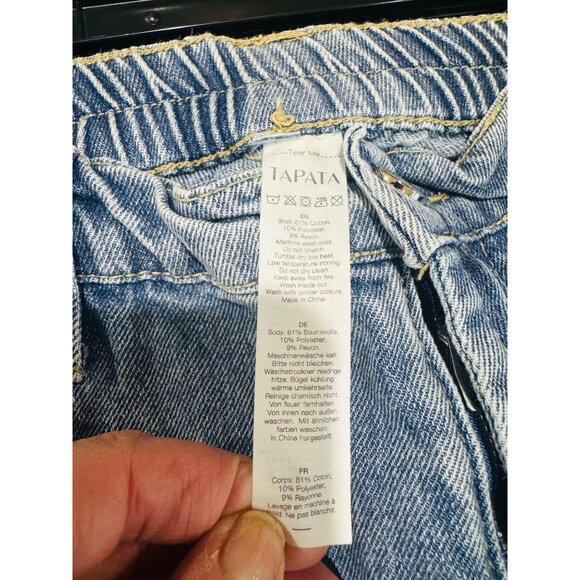 Tear Me
TAPATA
EN
Shell: 81% Cotton,
10% Polyester,
9% Rayon.
Machine wash cold.
Do not bleach.
Tumble dry low heat.
Low temperature ironing.
Do not dry clean.
Keep away from fire.
Wash inside out.
Wash with similar colours.
Made in China.
DE
Body: 81% Baumwolle,
10% Polyester,
9% Rayon.
Maschinenwäsche kalt.
Bitte nicht bleichen.
Wäschetrockner niedrige
hitze. Bügel kühlung
wärme umkehrseite.
Reinige chemisch nicht.
Von feuer fernhalten.
Von innen nach außen
waschen. Mit ähnlichen
farben waschen.
In China hergestellt.
FR
Corps: 81% Coton,
10% Polyester,
9% Rayonne.
Lavage en machine à
froid. Ne pas blanchir.